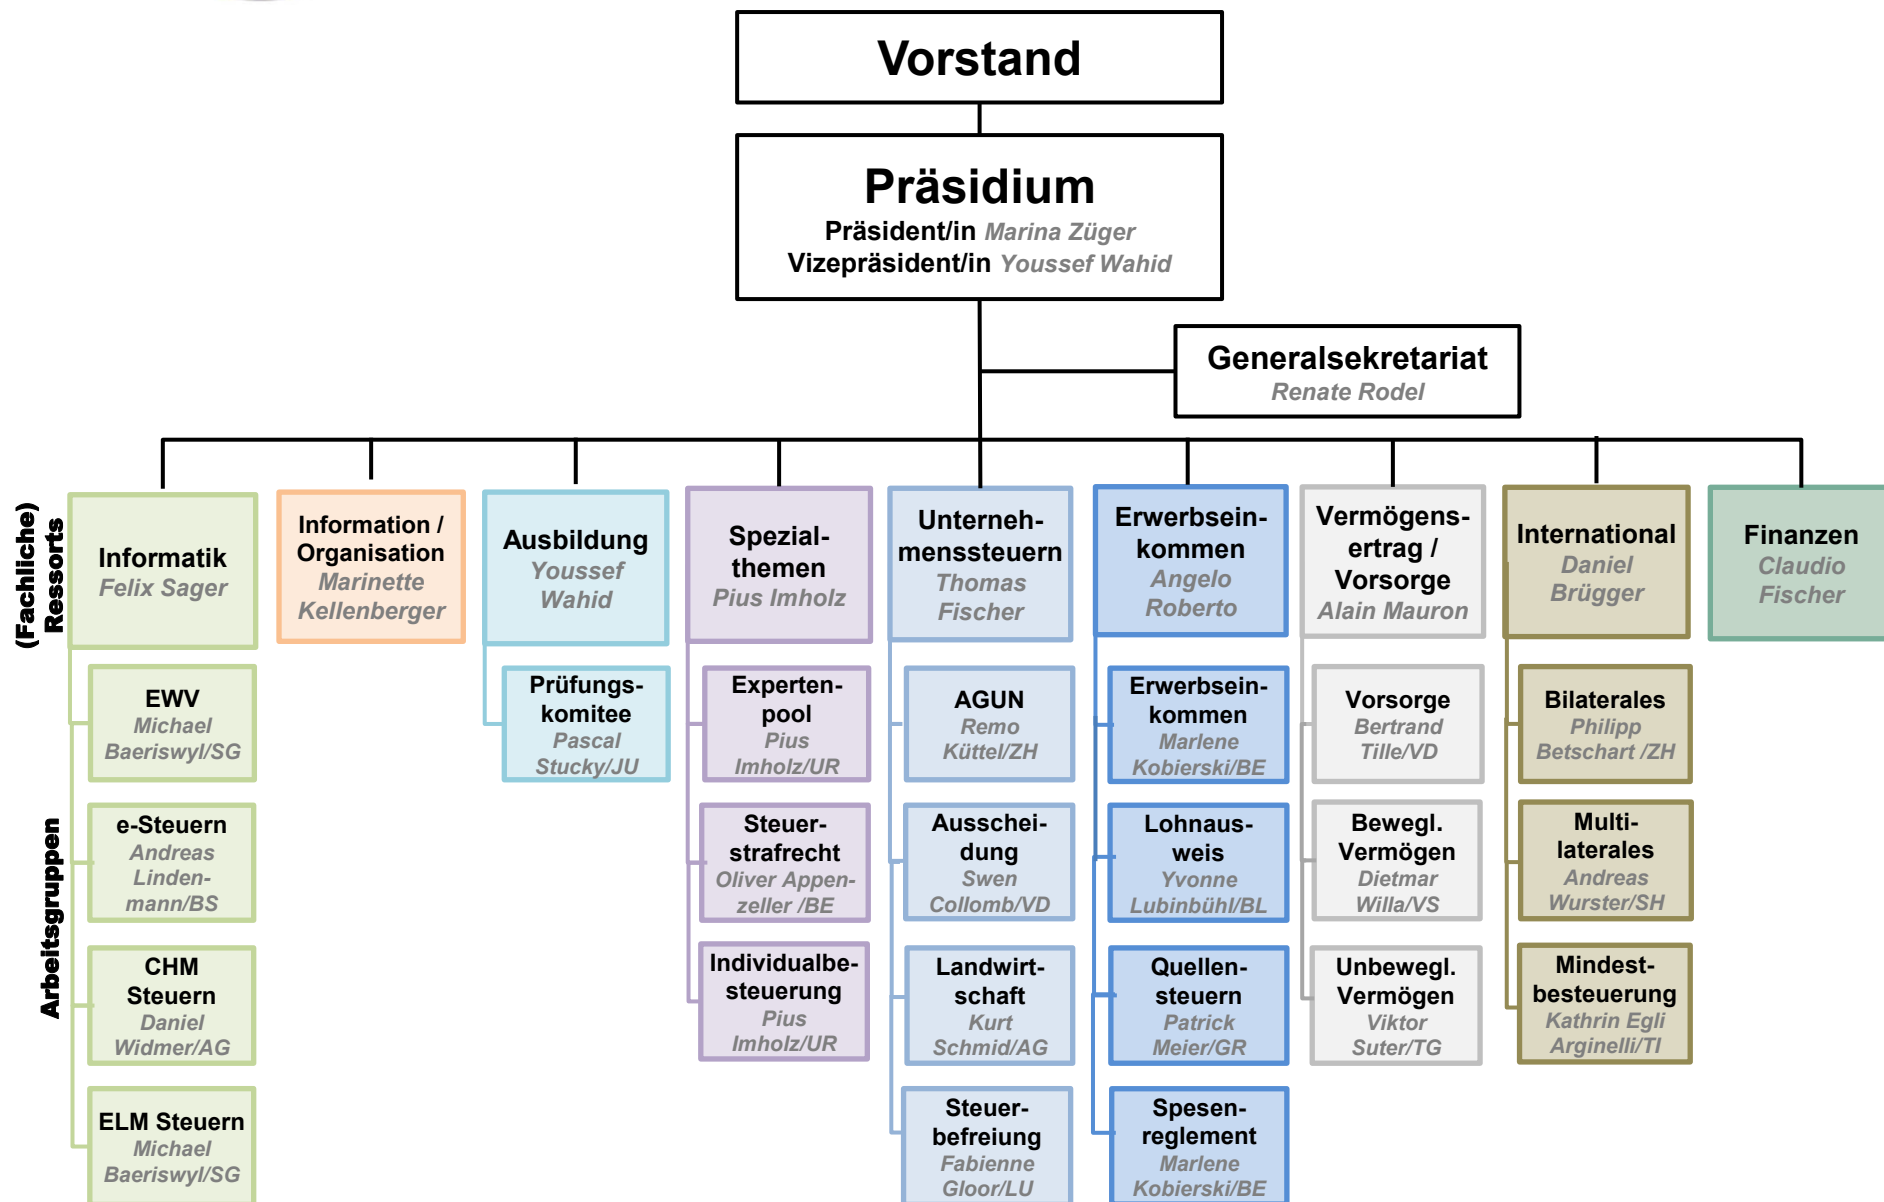 Vorstand
Präsidium
Präsident/in Marina Züger
Vizepräsident/in Youssef Wahid
Generalsekretariat
Renate Rodel
(Fachliche)
Ressorts
Informatik
Felix Sager
Information /
Organisation
Marinette
Kellenberger
Ausbildung
Youssef
Wahid
Spezial-
themen
Pius Imholz
Unterneh-
menssteuern
Thomas
Fischer
Erwerbsein-
kommen
Angelo
Roberto
Vermögens-
ertrag /
Vorsorge
Alain Mauron
International
Daniel
Brügger
Finanzen
Claudio
Fischer
Arbeitsgruppen
EWV
Michael
Baeriswyl/SG
e-Steuern
Andreas
Linden-
mann/BS
CHM
Steuern
Daniel
Widmer/AG
ELM Steuern
Michael
Baeriswyl/SG
Prüfungs-
komitee
Pascal
Stucky/JU
Experten-
pool
Pius
Imholz/UR
Steuer-
strafrecht
Oliver Appen-
zeller /BE
Individualbe-
steuerung
Pius
Imholz/UR
AGUN
Remo
Küttel/ZH
Ausschei-
dung
Swen
Collomb/VD
Landwirt-
schaft
Kurt
Schmid/AG
Steuer-
befreiung
Fabienne
Gloor/LU
Erwerbsein-
kommen
Marlene
Kobierski/BE
Lohnaus-
weis
Yvonne
Lubinbühl/BL
Quellen-
steuern
Patrick
Meier/GR
Spesen-
reglement
Marlene
Kobierski/BE
Vorsorge
Bertrand
Tille/VD
Bewegl.
Vermögen
Dietmar
Willa/VS
Unbewegl.
Vermögen
Viktor
Suter/TG
Bilaterales
Philipp
Betschart /ZH
Multi-
laterales
Andreas
Wurster/SH
Mindest-
besteuerung
Kathrin Egli
Arginelli/TI